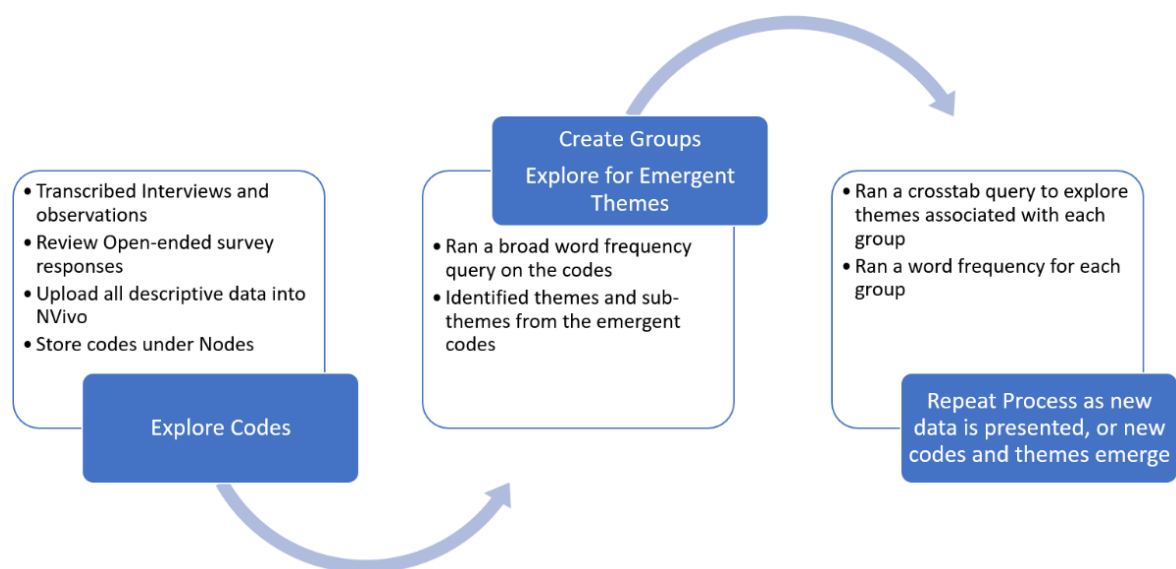 • Transcribed Interviews and
observations
• Review Open-ended survey
responses
• Upload all descriptive data into
NVivo
• Store codes under Nodes
Explore Codes
Create Groups
Explore for Emergent
Themes
• Ran a broad word frequency
query on the codes
• Identified themes and sub-
themes from the emergent
codes
• Ran a crosstab query to explore
themes associated with each
group
• Ran a word frequency for each
group
Repeat Process as new
data is presented, or new
codes and themes emerge